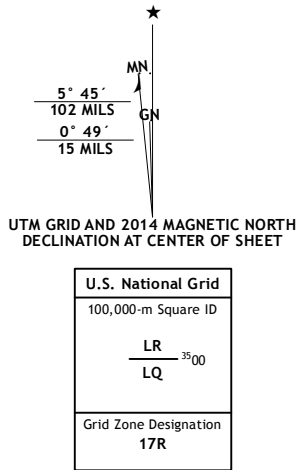 MN.
5° 45´
102 MILS
GN
0° 49´
15 MILS
UTM GRID AND 2014 MAGNETIC NORTH
DECLINATION AT CENTER OF SHEET
U.S. National Grid
100,000-m Square ID
LR
3500
LQ
Grid Zone Designation
17R